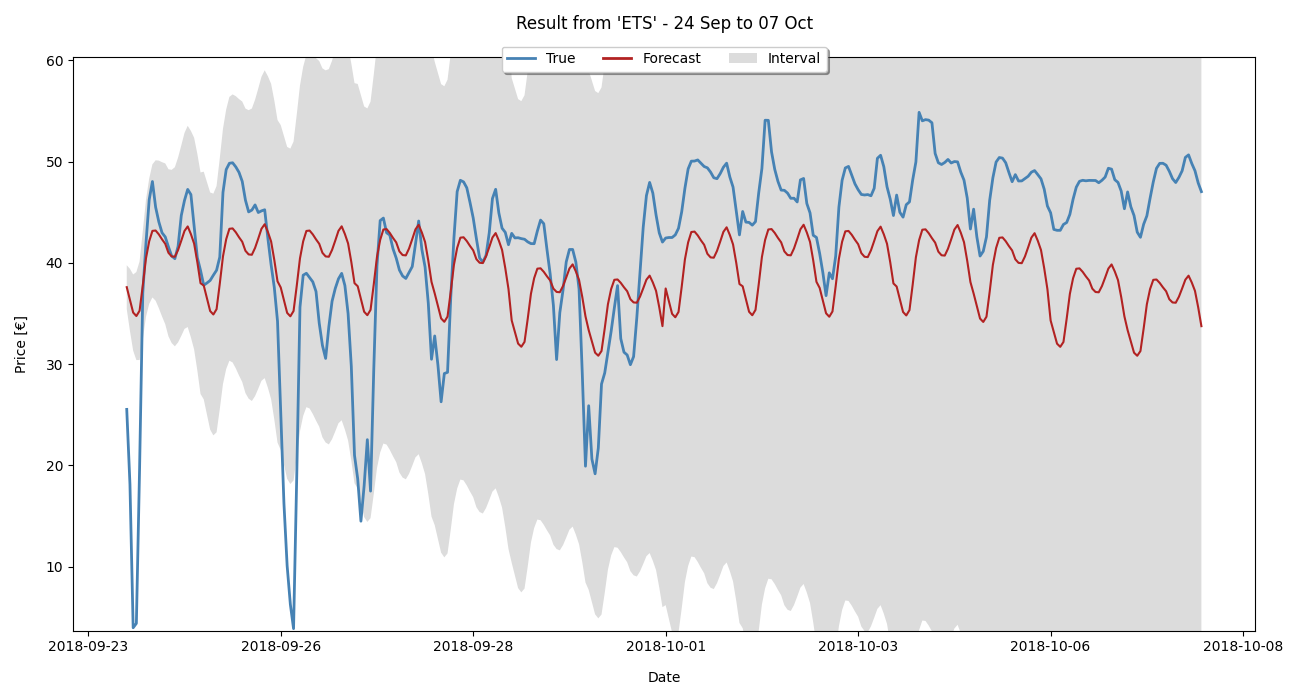 Result from 'ETS' - 24 Sep to 07 Oct
True Forecast Interval
60
50
40
30
20
10
Price [€]
2018-09-23 2018-09-26 2018-09-28 2018-10-01 2018-10-03 2018-10-06 2018-10-08
Date